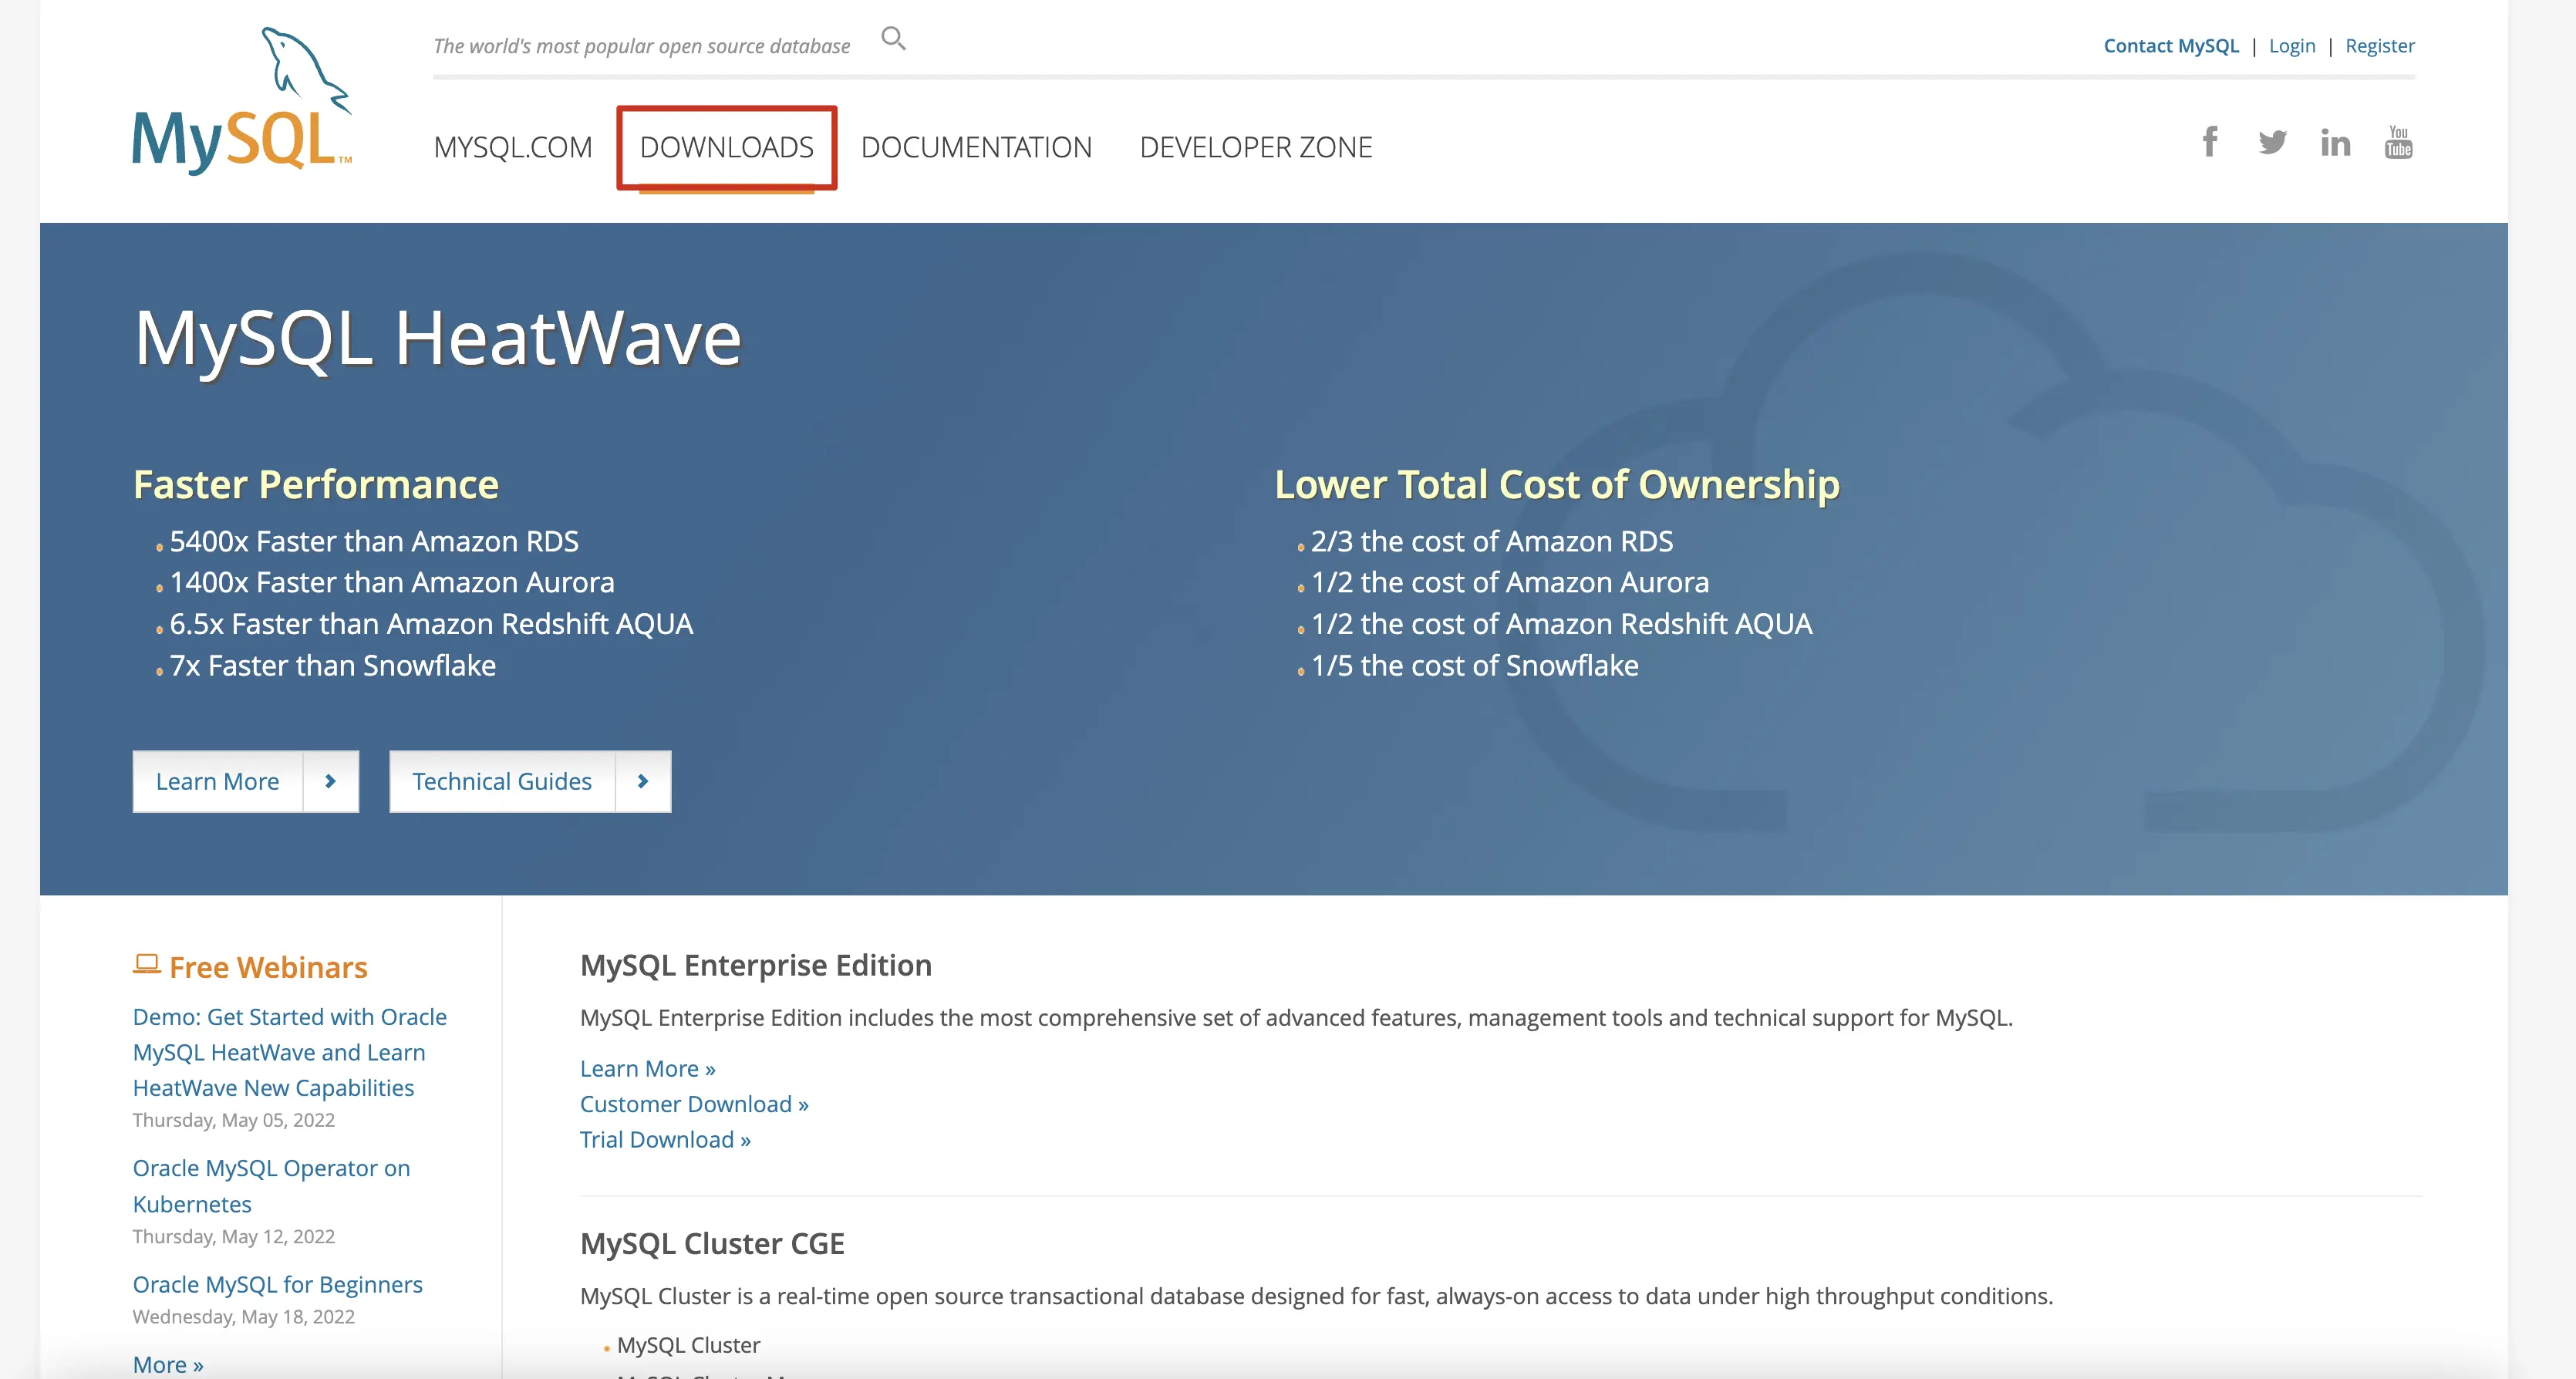 The world's most popular open source database
Contact MySQL | Login | Register
MySQL™
MYSQL.COM DOWNLOADS DOCUMENTATION DEVELOPER ZONE
You Tube
MySQL HeatWave
Faster Performance
5400x Faster than Amazon RDS
1400x Faster than Amazon Aurora
6.5x Faster than Amazon Redshift AQUA
7x Faster than Snowflake
Lower Total Cost of Ownership
2/3 the cost of Amazon RDS
1/2 the cost of Amazon Aurora
1/2 the cost of Amazon Redshift AQUA
1/5 the cost of Snowflake
Learn More
Technical Guides
Free Webinars
Demo: Get Started with Oracle
MySQL HeatWave and Learn
HeatWave New Capabilities
Thursday, May 05, 2022
Oracle MySQL Operator on
Kubernetes
Thursday, May 12, 2022
Oracle MySQL for Beginners
Wednesday, May 18, 2022
More »
MySQL Enterprise Edition
MySQL Enterprise Edition includes the most comprehensive set of advanced features, management tools and technical support for MySQL.
Learn More »
Customer Download »
Trial Download »
MySQL Cluster CGE
MySQL Cluster is a real-time open source transactional database designed for fast, always-on access to data under high throughput conditions.
MySQL Cluster